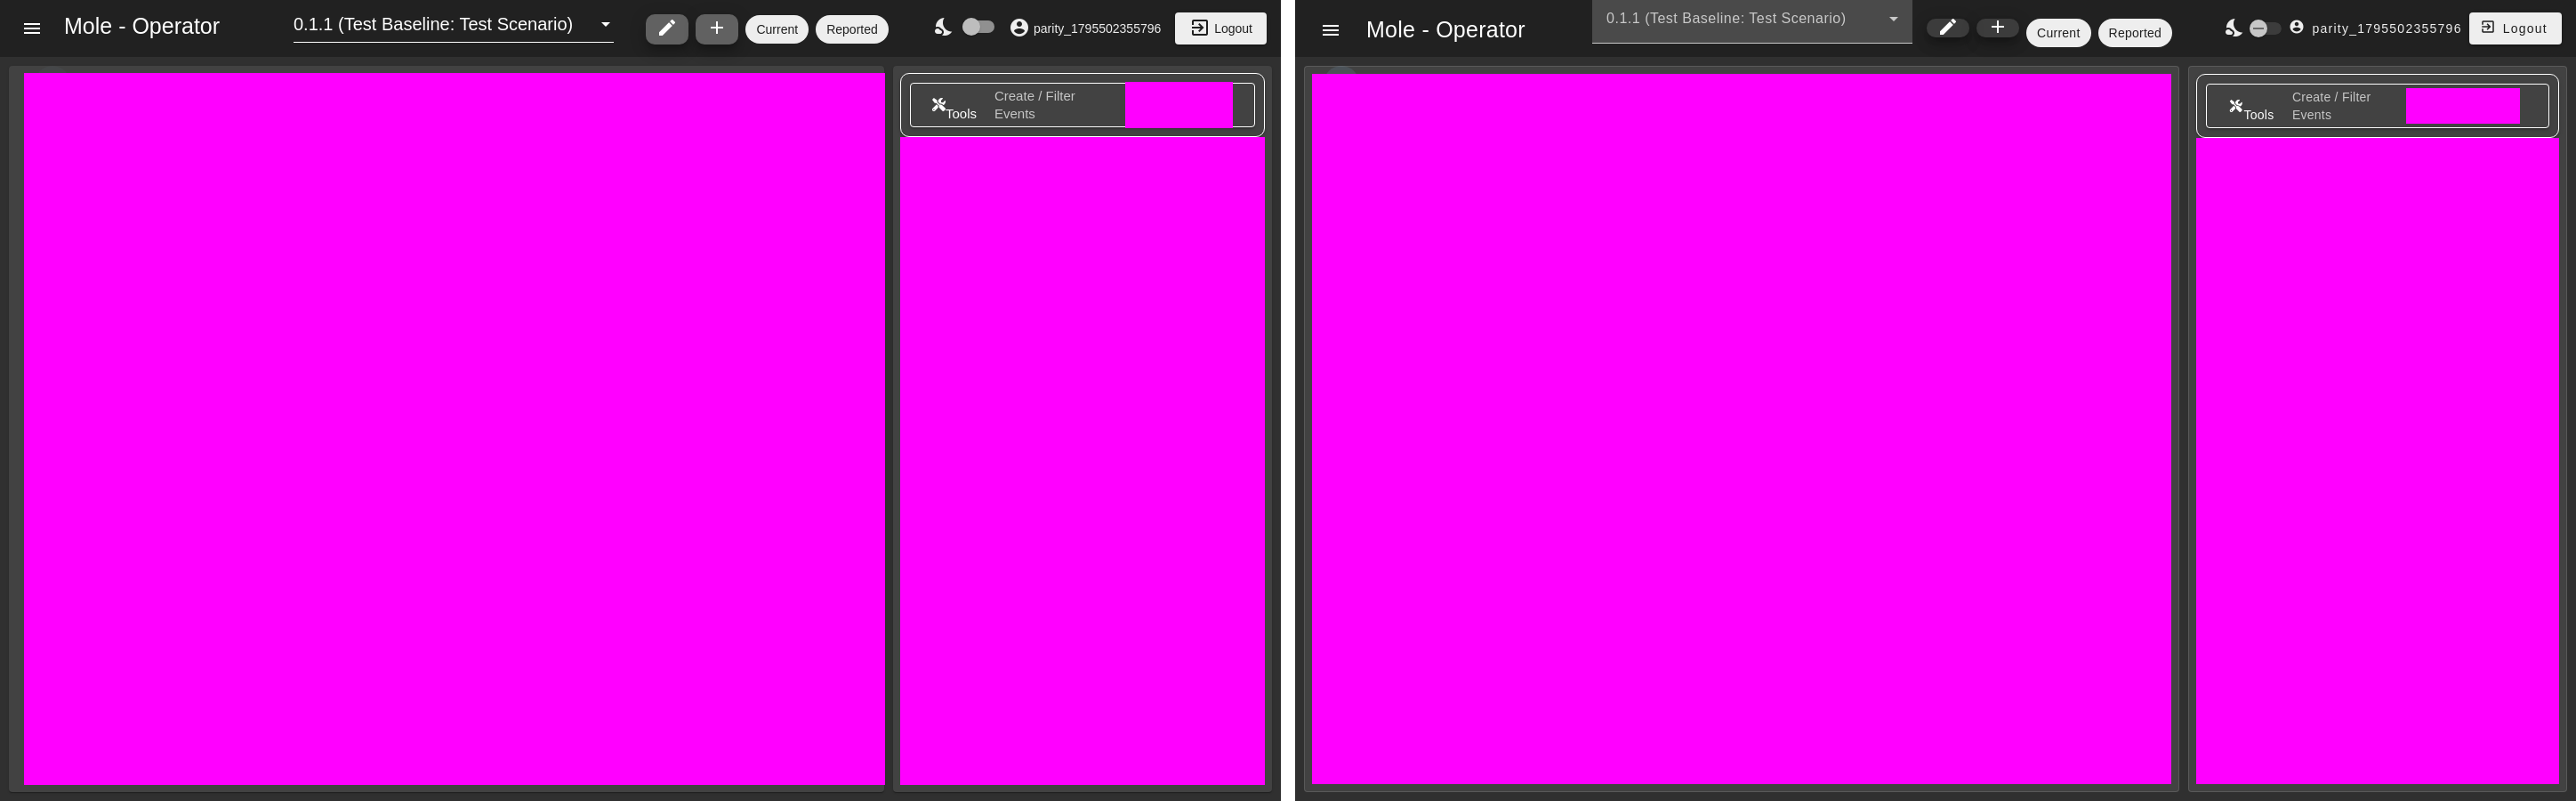 Mole - Operator
0.1.1 (Test Baseline: Test Scenario)
Current
Reported
parity_1795502355796
Logout
Tools
Create / Filter
Events
Mole - Operator
0.1.1 (Test Baseline: Test Scenario)
Current
Reported
parity_1795502355796
Logout
Tools
Create / Filter
Events